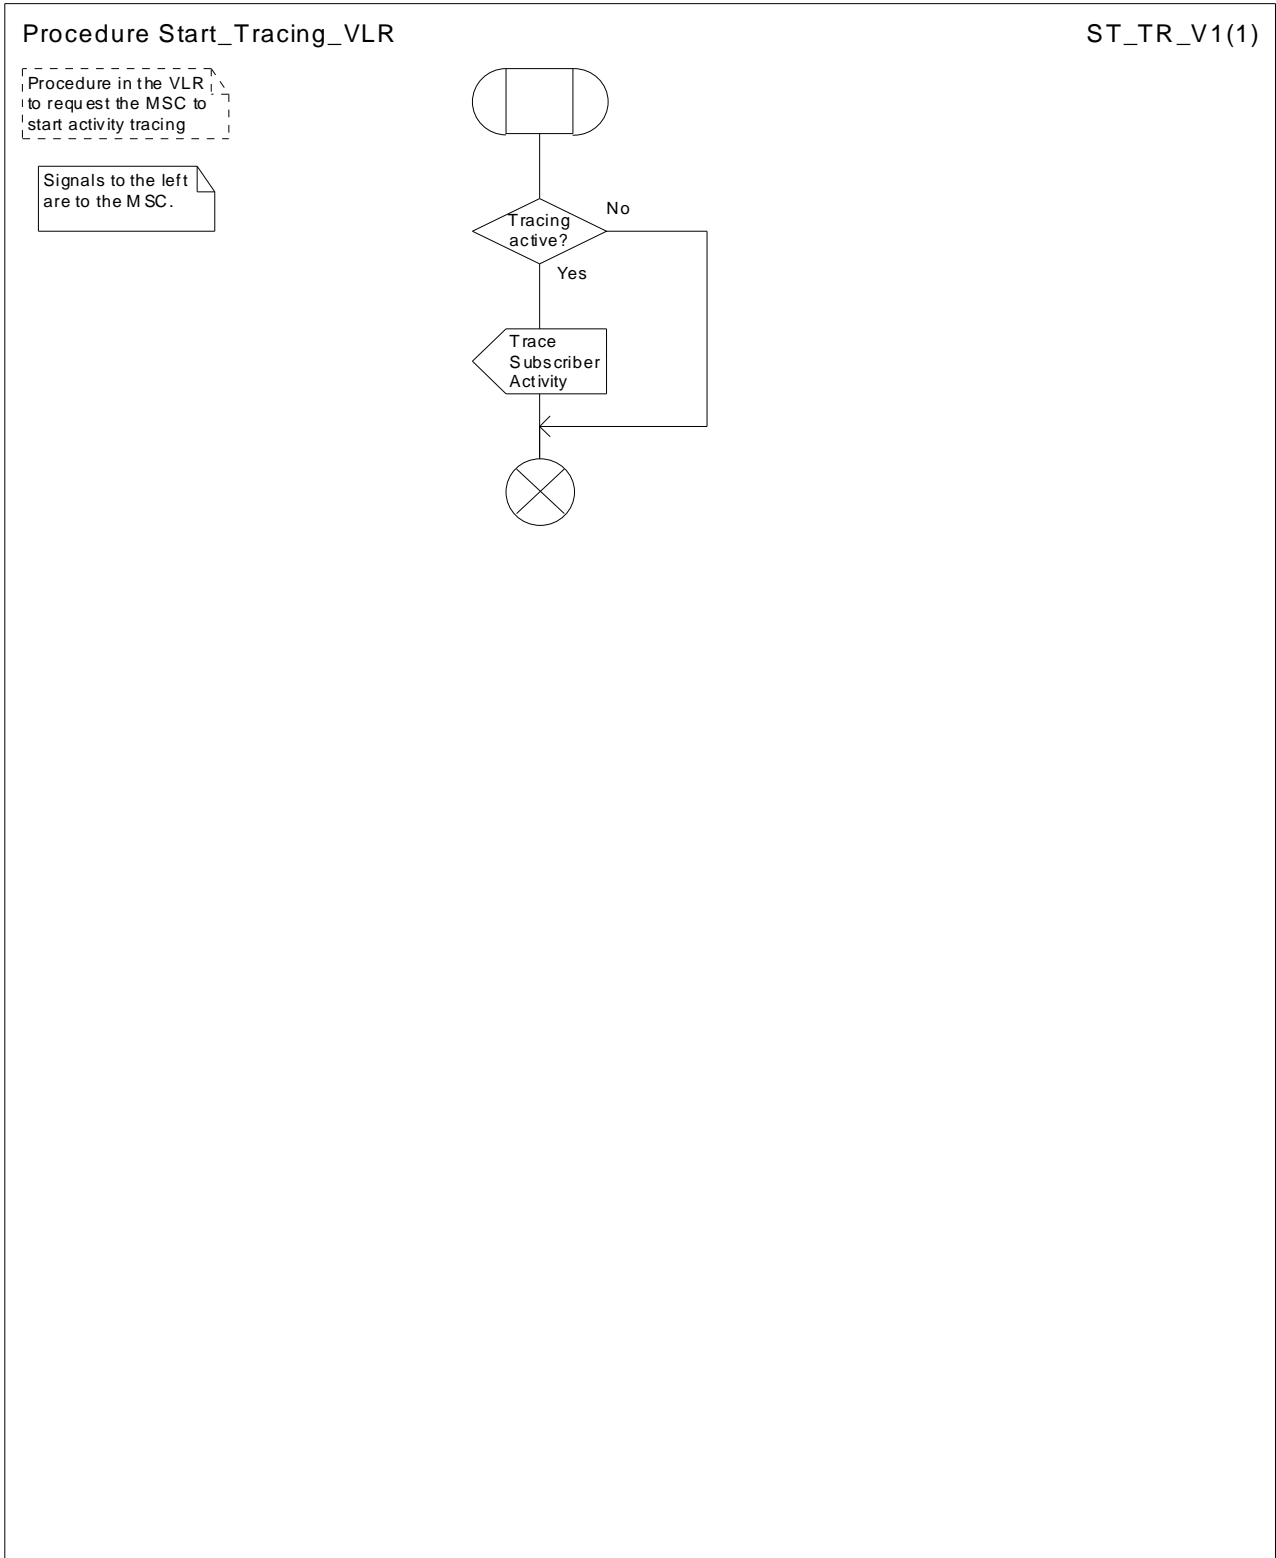 Procedure Start_Tracing_VLR
ST_TR_V1(1)
Procedure in the VLR
to request the MSC to
start activity tracing
Signals to the left
are to the MSC.
Tracing
active?
No
Yes
Trace
Subscriber
Activity